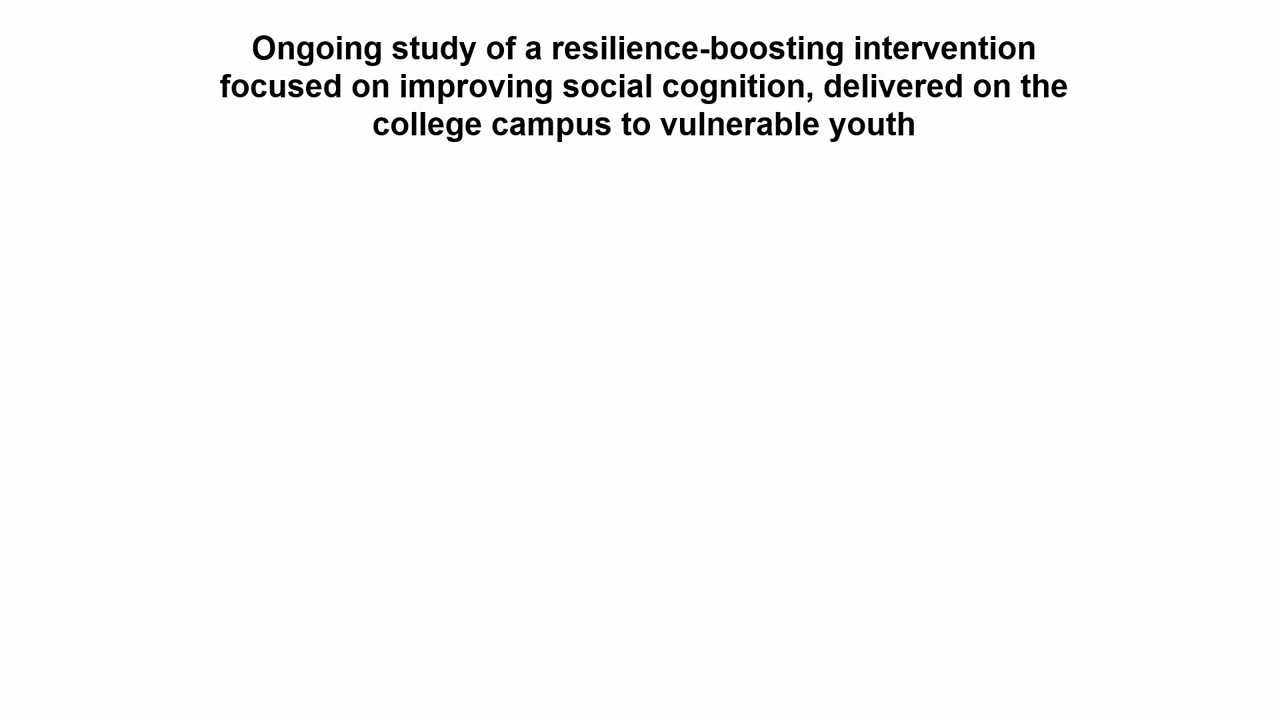 Ongoing study of a resilience-boosting intervention
focused on improving social cognition, delivered on the
college campus to vulnerable youth